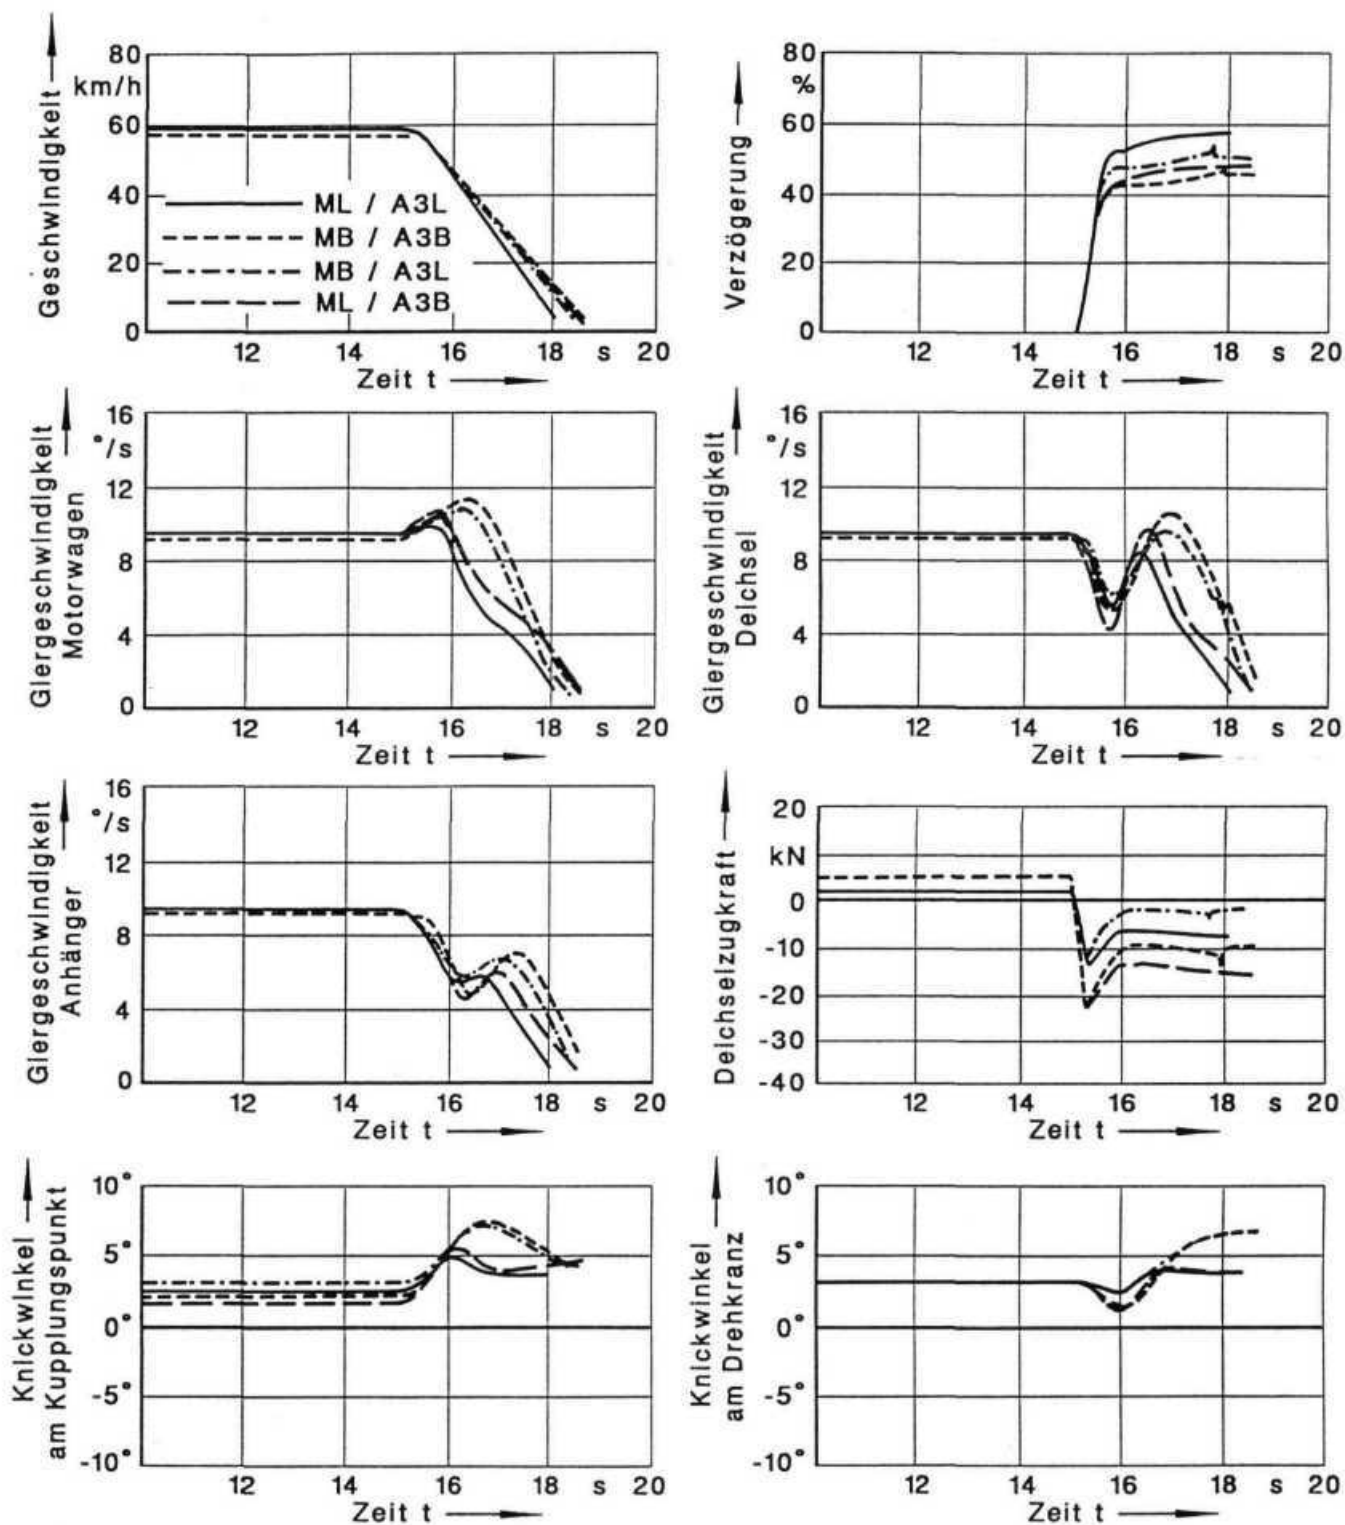 Geschwindigkeit
80
km/h
60
40
20
0
ML / A3L
MB / A3B
MB / A3L
ML / A3B
12 14 16 18 s 20
Zeit t
Verzögerung
80
%
60
40
20
0
12 14 16 18 s 20
Zeit t
Giergeschwindigkeit
Motorwagen
16
°/s
12
8
4
0
12 14 16 18 s 20
Zeit t
Giergeschwindigkeit
Deichsel
16
°/s
12
8
4
0
12 14 16 18 s 20
Zeit t
Giergeschwindigkeit
Anhänger
16
°/s
12
8
4
0
12 14 16 18 s 20
Zeit t
Deichselzugkraft
20
kN
0
-10
-20
-30
-40
12 14 16 18 s 20
Zeit t
Knickwinkel
am Kupplungspunkt
10°
5°
0°
-5°
-10°
12 14 16 18 s 20
Zeit t
Knickwinkel
am Drehkranz
10°
5°
0°
-5°
-10°
12 14 16 18 s 20
Zeit t